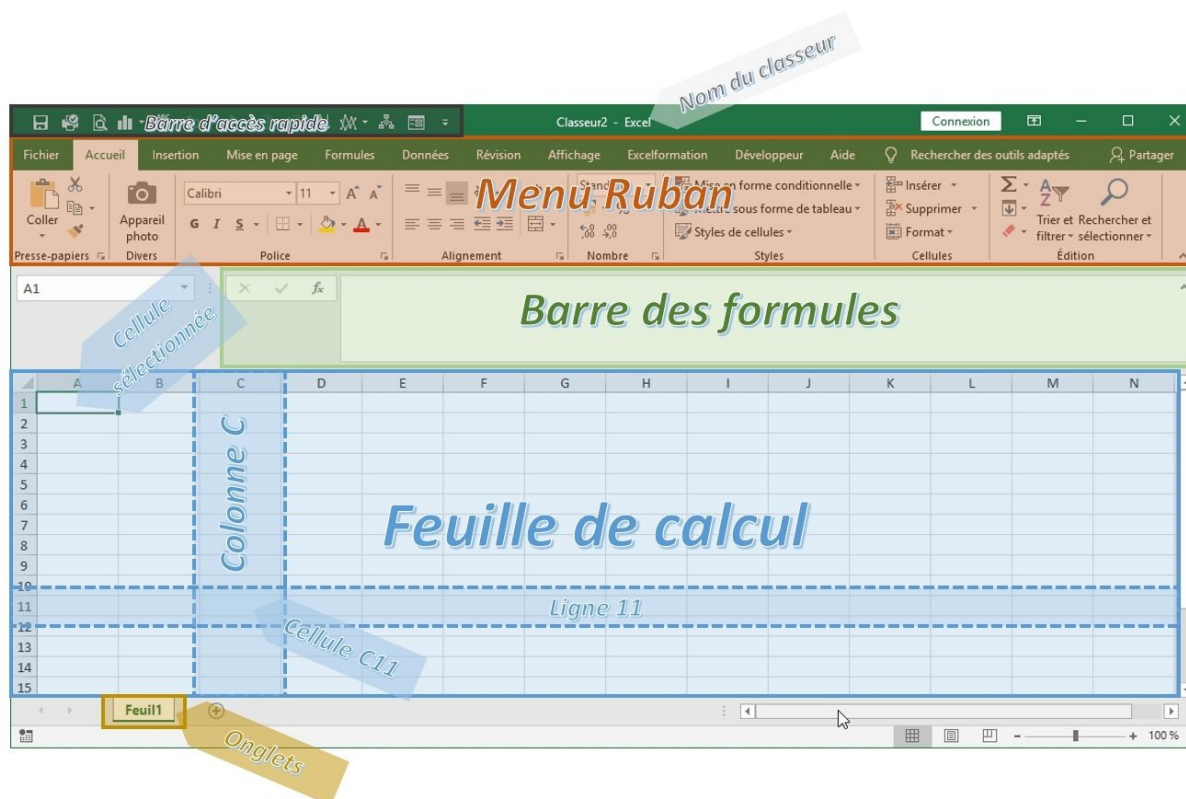 Nom du classeur
Barre d'accès rapide
Classeur2 - Excel
Connexion
Fichier Accueil Insertion Mise en page Formules Données Révision Affichage Excelformation Développeur Aide Rechercher des outils adaptés Partager
Menu Ruban
Coller
Appareil photo
Calibri 11
G I S
Mise en forme conditionnelle
Mettre sous forme de tableau
Styles de cellules
Insérer
Supprimer
Format
Trier et filtrer
Rechercher et sélectionner
Presse-papiers Divers Police Alignement Nombre Styles Cellules Édition
A1
fx
Barre des formules
Cellule sélectionnée
A B C D E F G H I J K L M N
1
2
3
4
5
6
7
8
9
10
11
12
13
14
15
Colonne C
Feuille de calcul
Ligne 11
Cellule C11
Feuil1
Onglets
100 %